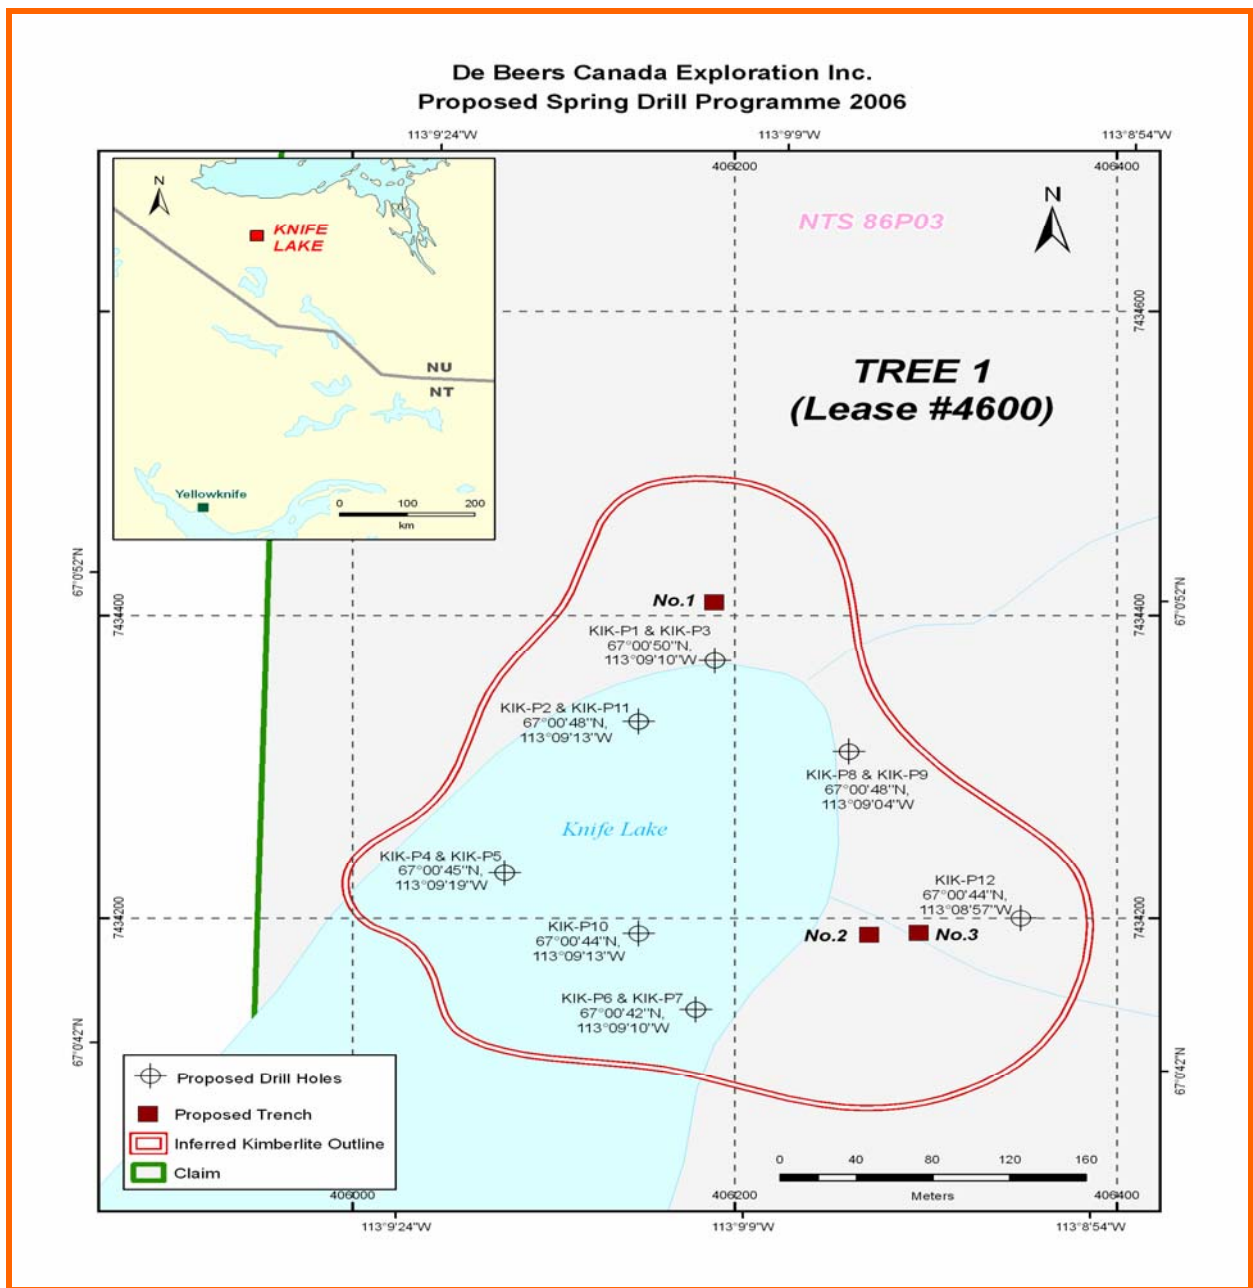 De Beers Canada Exploration Inc.
Proposed Spring Drill Programme 2006
113°9'24"W
113°9'9"W
113°8'54"W
406200
406400
N
KNIFE
LAKE
NU
NT
Yellowknife
0 100 200
km
NTS 86P03
N
7434600
TREE 1
(Lease #4600)
67°0'52"N
67°0'52"N
7434400
7434400
No.1
KIK-P1 & KIK-P3
67°00'50"N,
113°09'10"W
KIK-P2 & KIK-P11
67°00'48"N,
113°09'13"W
KIK-P8 & KIK-P9
67°00'48"N,
113°09'04"W
Knife Lake
KIK-P4 & KIK-P5
67°00'45"N,
113°09'19"W
KIK-P12
67°00'44"N,
113°08'57"W
7434200
7434200
KIK-P10
67°00'44"N,
113°09'13"W
No.2
No.3
KIK-P6 & KIK-P7
67°00'42"N,
113°09'10"W
67°0'42"N
67°0'42"N
Proposed Drill Holes
Proposed Trench
Inferred Kimberlite Outline
Claim
0 40 80 120 160
Meters
406000
406200
406400
113°9'24"W
113°9'9"W
113°8'54"W